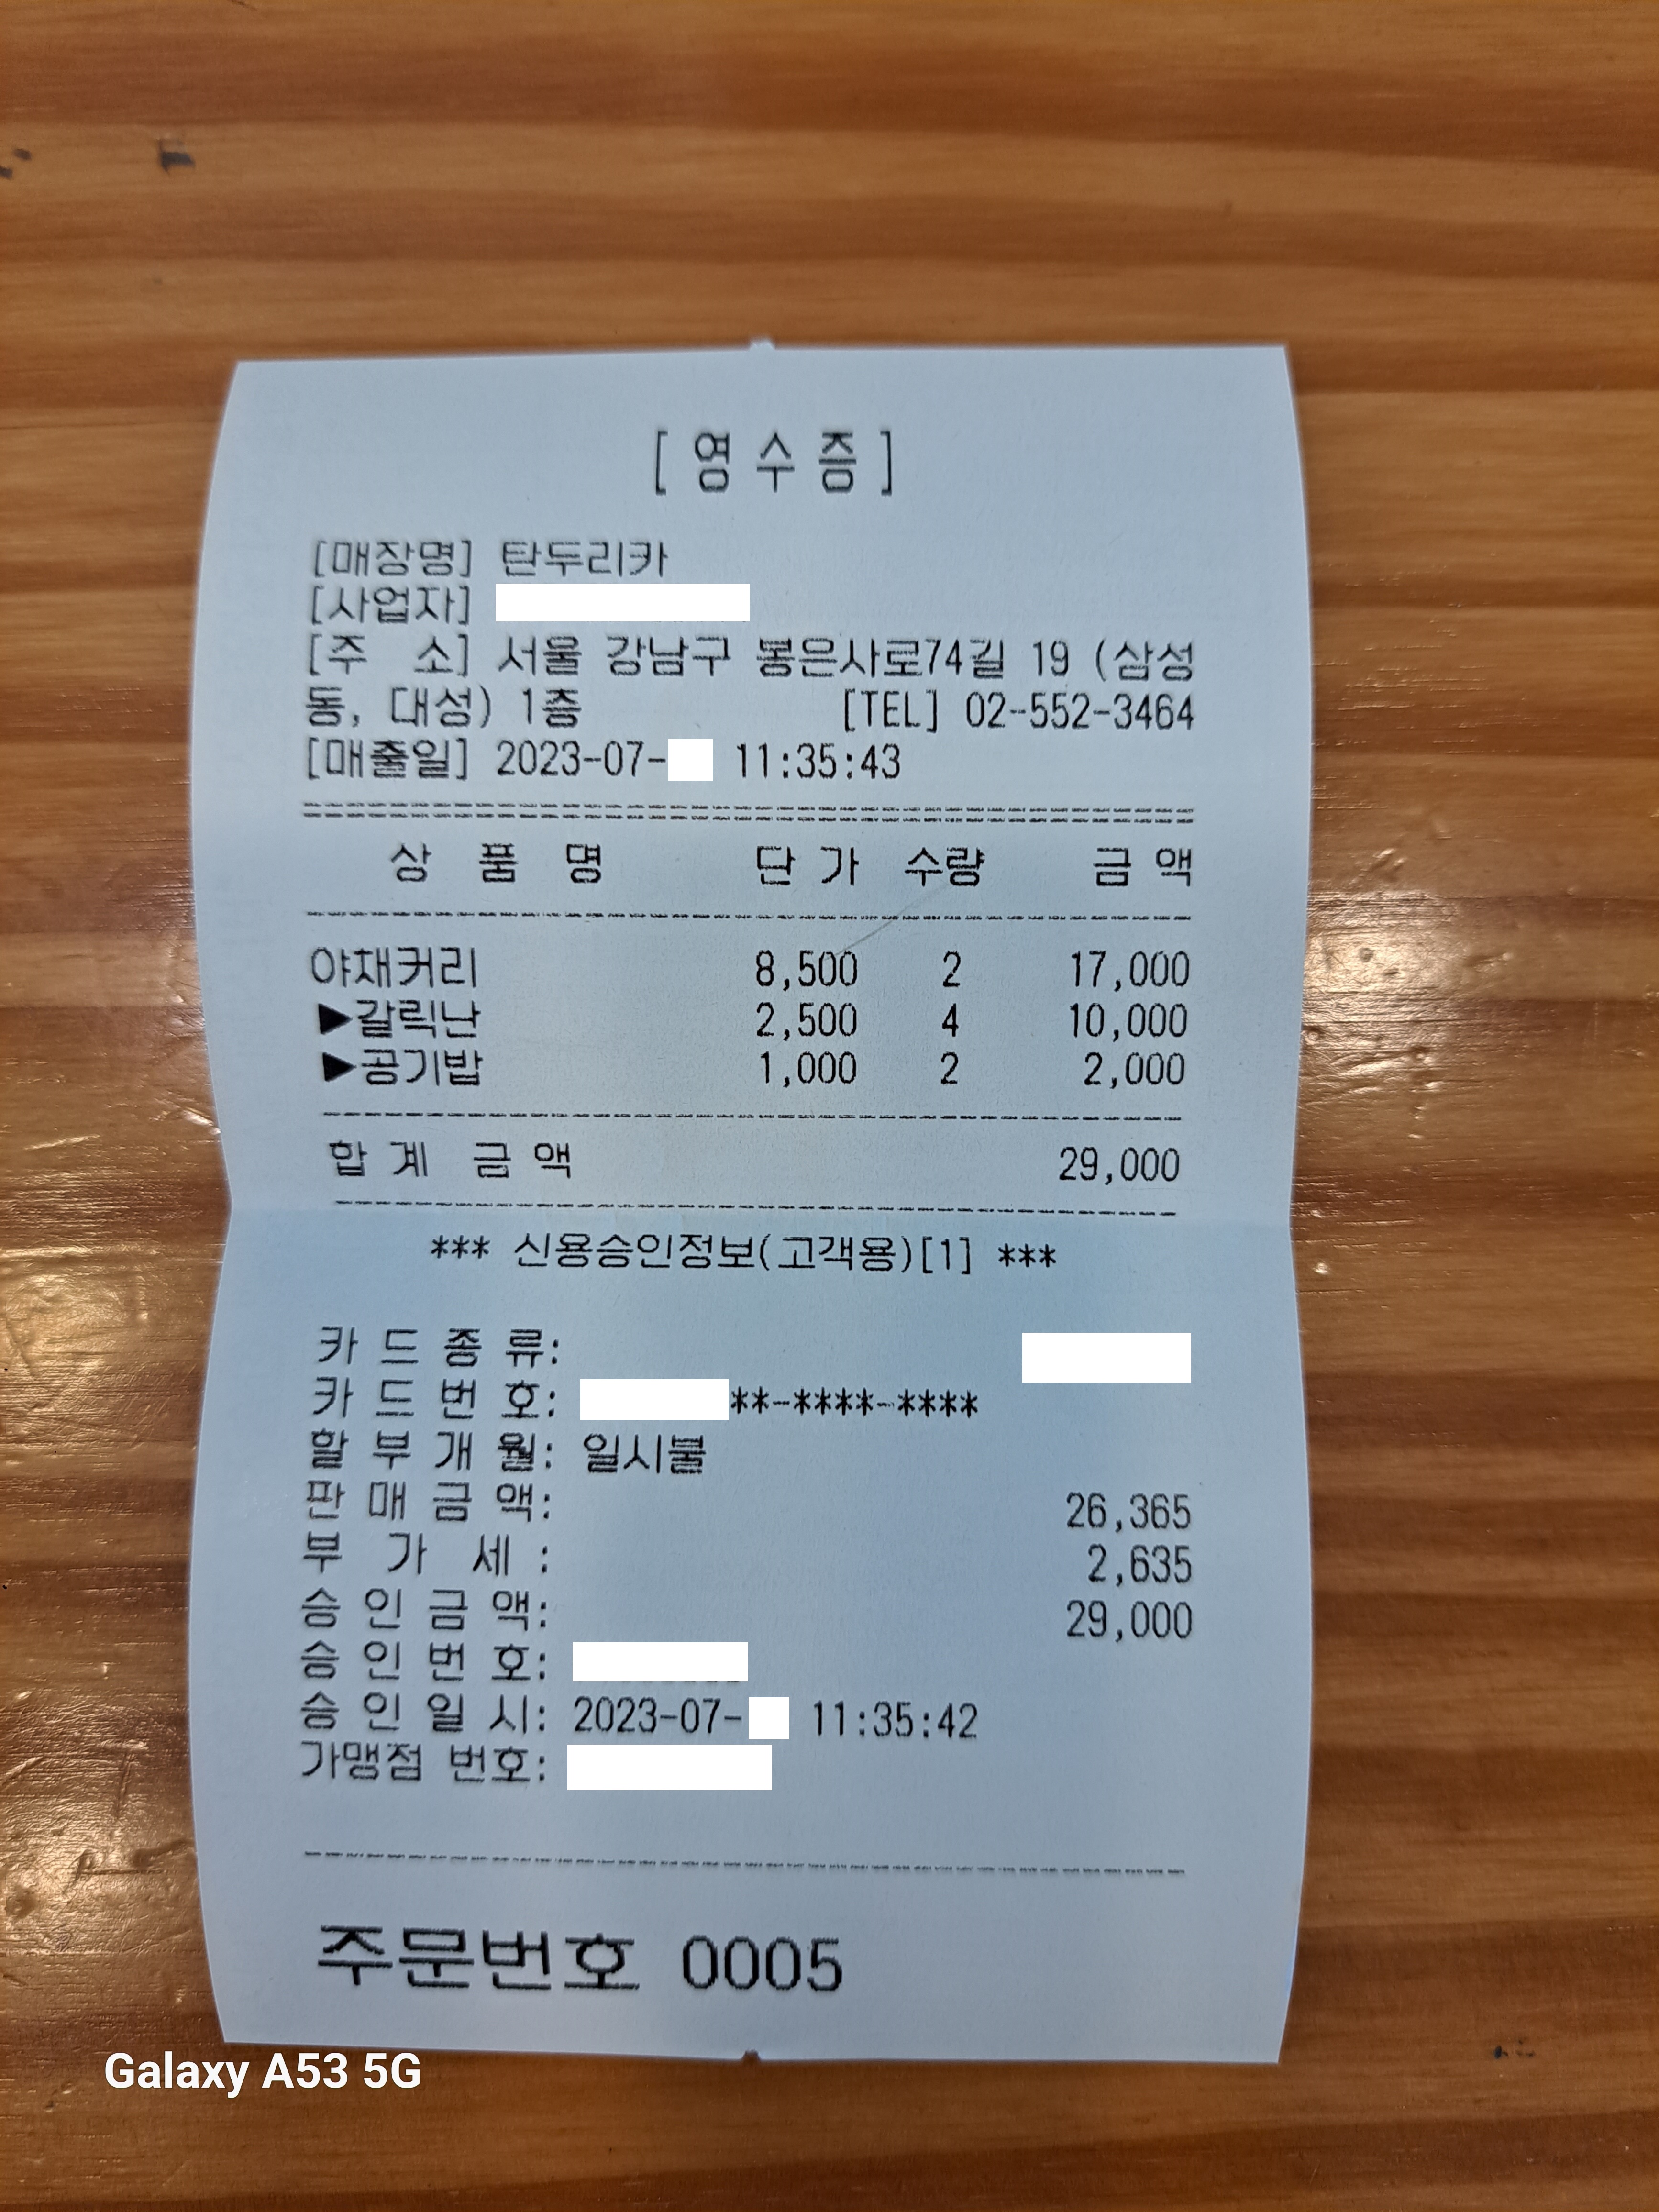 [영수증]
[매장명] 탄두리카
[사업자]
[주 소] 서울 강남구 봉은사로74길 19 (삼성
동, 대성) 1층 [TEL] 02-552-3464
[매출일] 2023-07- 11:35:43
상 품 명 단 가 수량 금 액
야채커리 8,500 2 17,000
▶갈릭난 2,500 4 10,000
▶공기밥 1,000 2 2,000
합 계 금 액 29,000
*** 신용승인정보(고객용)[1] ***
카 드 종 류:
카 드 번 호: **-****-****
할 부 개 월: 일시불
판 매 금 액: 26,365
부 가 세 : 2,635
승 인 금 액: 29,000
승 인 번 호:
승 인 일 시: 2023-07- 11:35:42
가맹점 번호:
주문번호 0005
Galaxy A53 5G